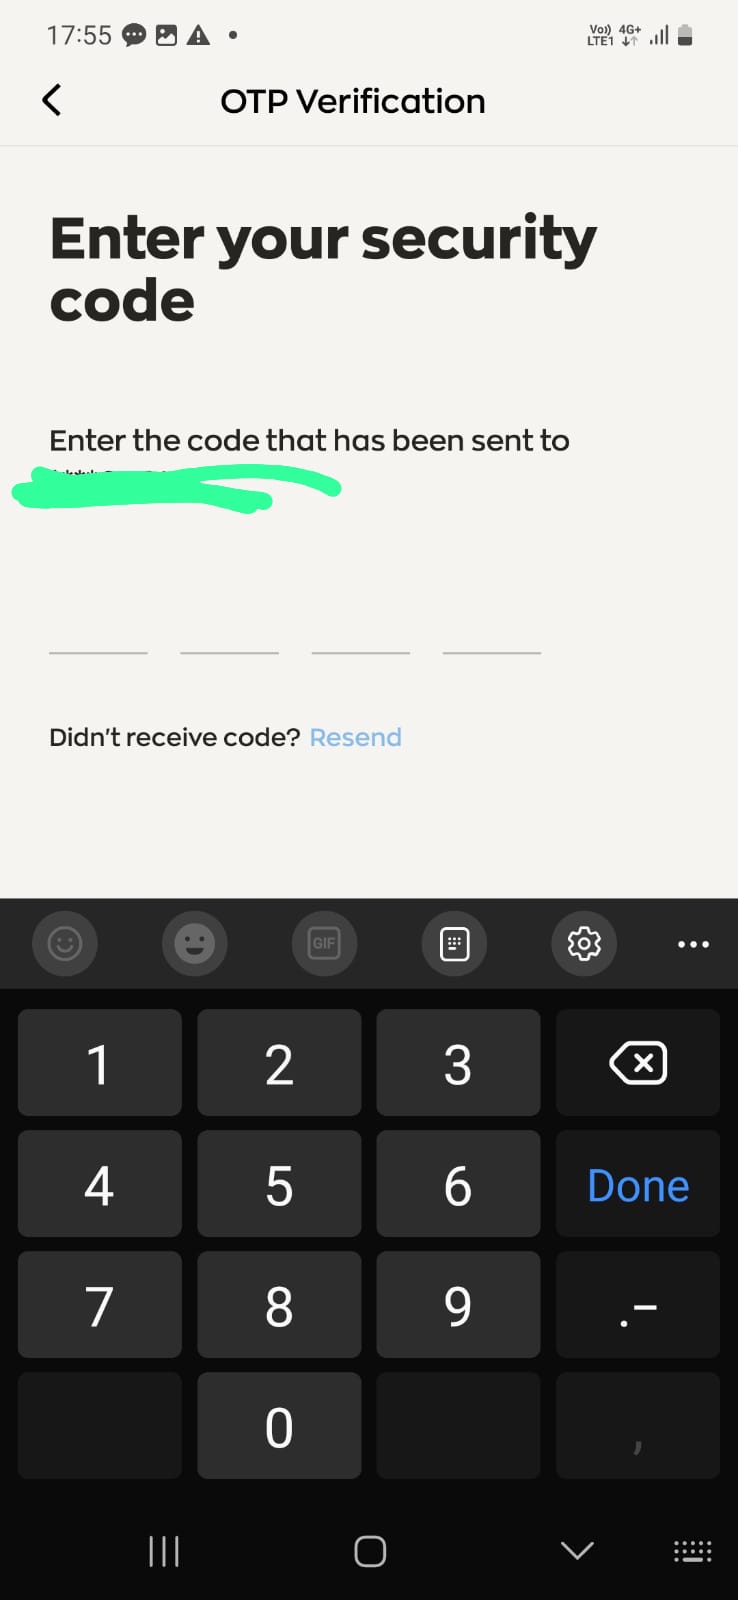 17:55
Vo)) 4G+
LTE1
OTP Verification
Enter your security
code
Enter the code that has been sent to
Didn't receive code? Resend
GIF
1 2 3
4 5 6 Done
7 8 9 .–
0 ,